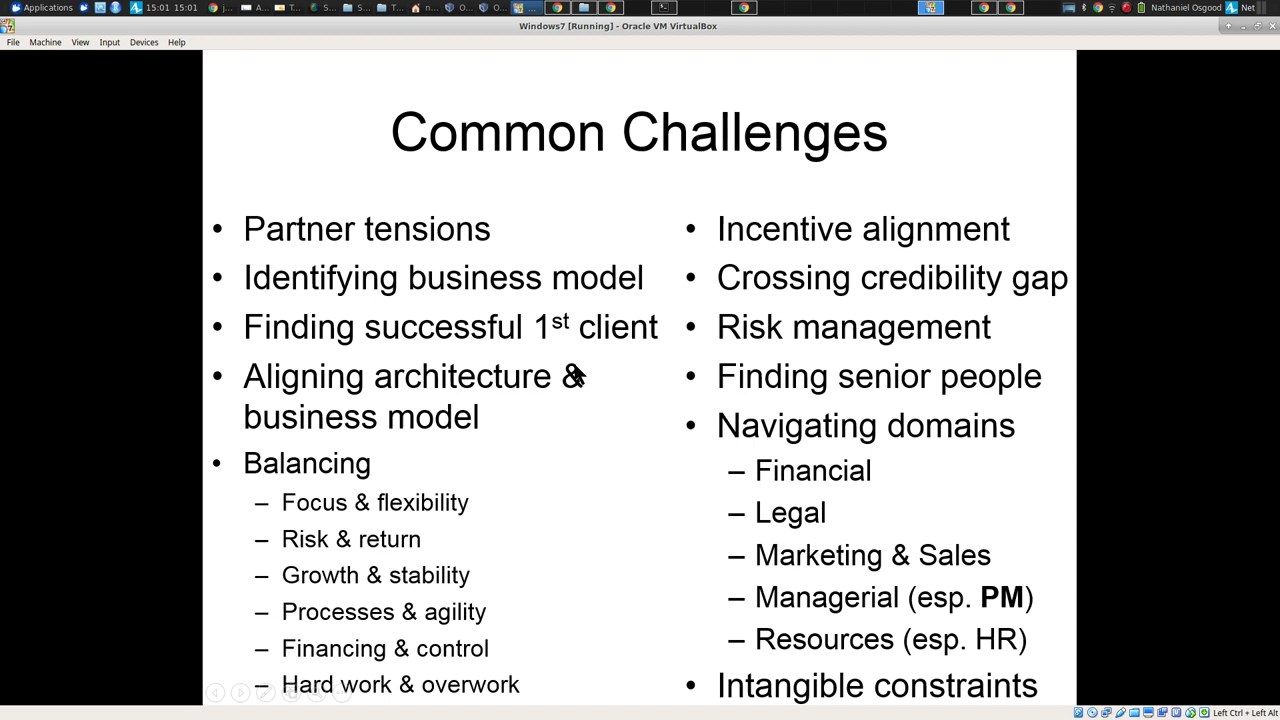 Applications
15:01 15:01
Nathaniel Osgood
Net
Windows7 [Running] - Oracle VM VirtualBox
File Machine View Input Devices Help
Common Challenges
• Partner tensions
• Identifying business model
• Finding successful 1st client
• Aligning architecture &
business model
• Balancing
– Focus & flexibility
– Risk & return
– Growth & stability
– Processes & agility
– Financing & control
– Hard work & overwork
• Incentive alignment
• Crossing credibility gap
• Risk management
• Finding senior people
• Navigating domains
– Financial
– Legal
– Marketing & Sales
– Managerial (esp. PM)
– Resources (esp. HR)
• Intangible constraints
Left Ctrl + Left Alt